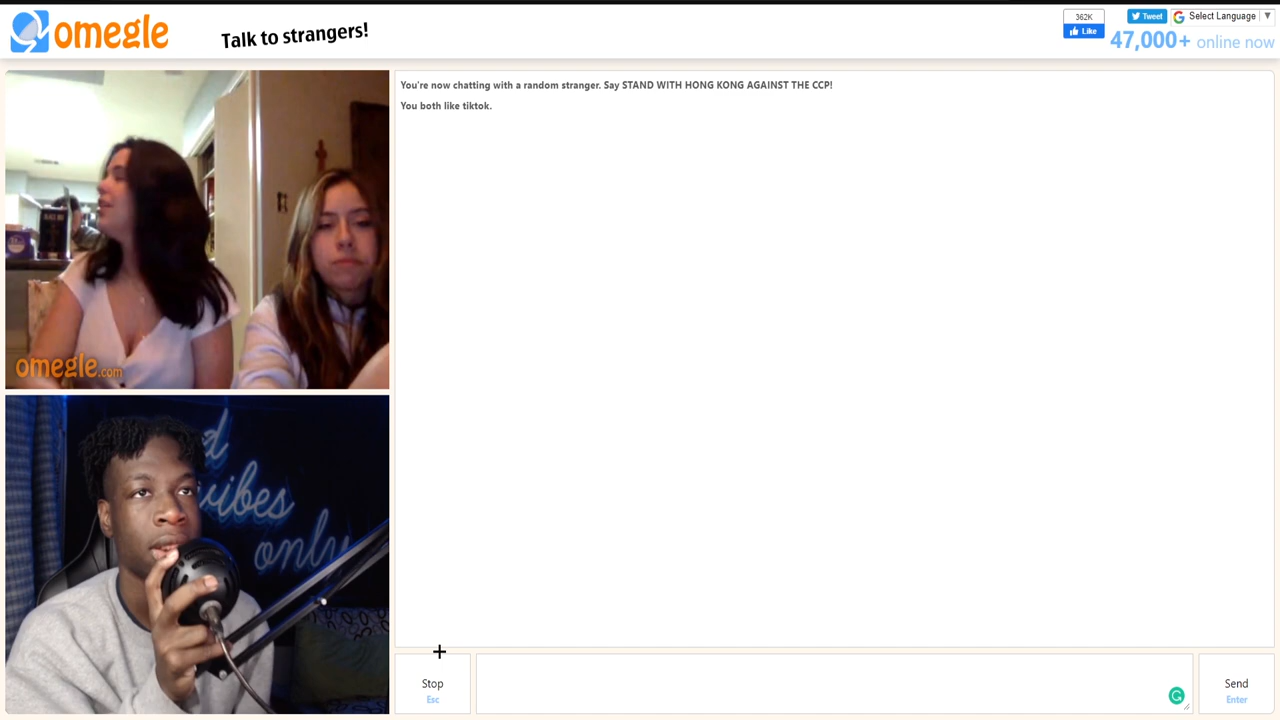 omegle
Talk to strangers!
362K
Like
Tweet
Select Language
47,000+ online now
You're now chatting with a random stranger. Say STAND WITH HONG KONG AGAINST THE CCP!
You both like tiktok.
omegle.com
vibes
only
Stop
Esc
Send
Enter